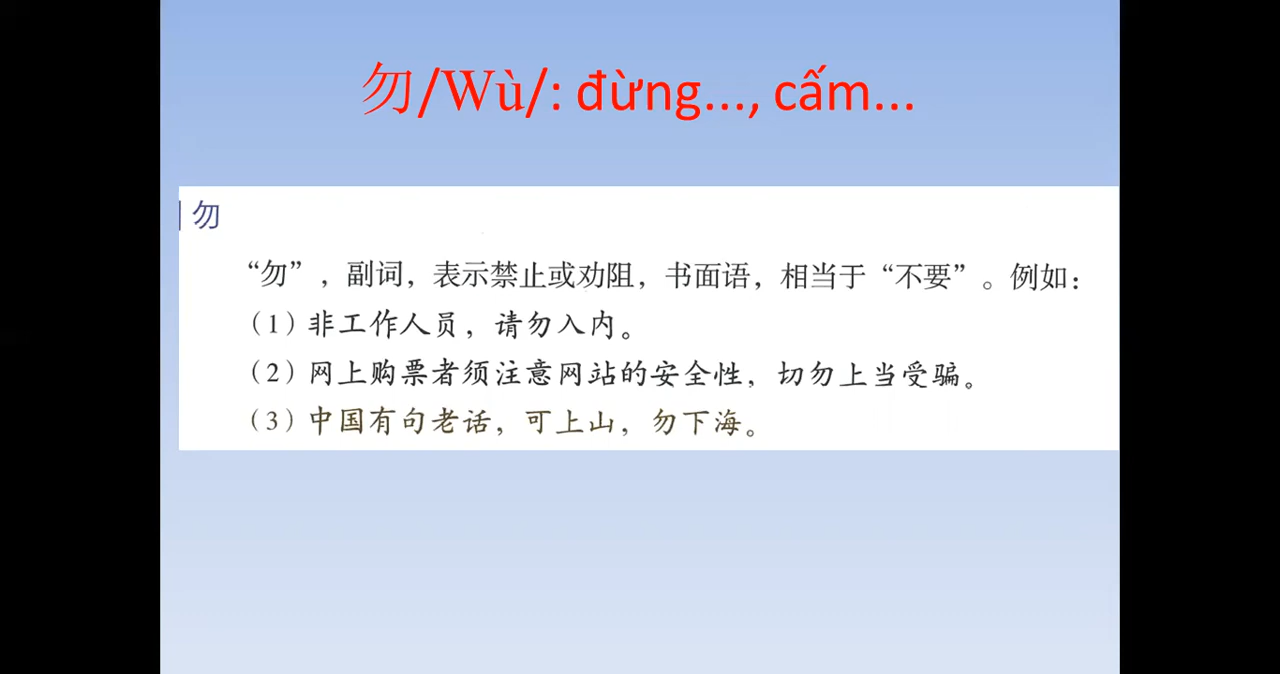 勿/Wù/: đừng..., cấm...
勿
“勿”，副词，表示禁止或劝阻，书面语，相当于“不要”。例如：
（1）非工作人员，请勿入内。
（2）网上购票者须注意网站的安全性，切勿上当受骗。
（3）中国有句老话，可上山，勿下海。